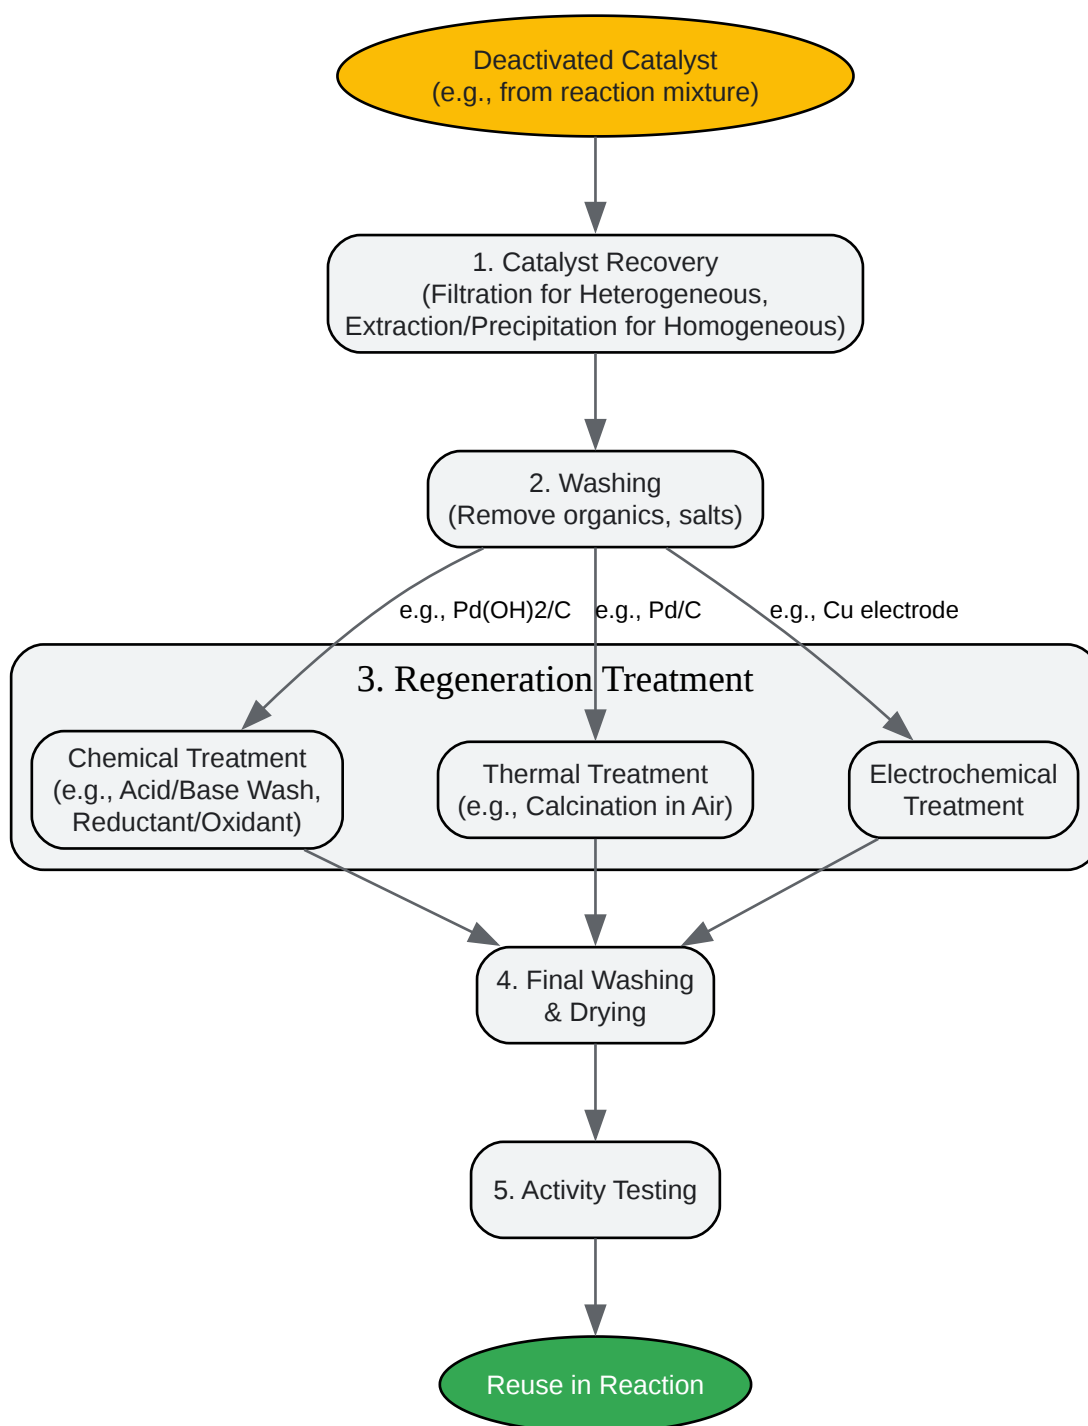 Deactivated Catalyst
(e.g., from reaction mixture)
1. Catalyst Recovery
(Filtration for Heterogeneous,
Extraction/Precipitation for Homogeneous)
2. Washing
(Remove organics, salts)
e.g., Pd(OH)2/C
e.g., Pd/C
e.g., Cu electrode
3. Regeneration Treatment
Chemical Treatment
(e.g., Acid/Base Wash,
Reductant/Oxidant)
Thermal Treatment
(e.g., Calcination in Air)
Electrochemical
Treatment
4. Final Washing
& Drying
5. Activity Testing
Reuse in Reaction